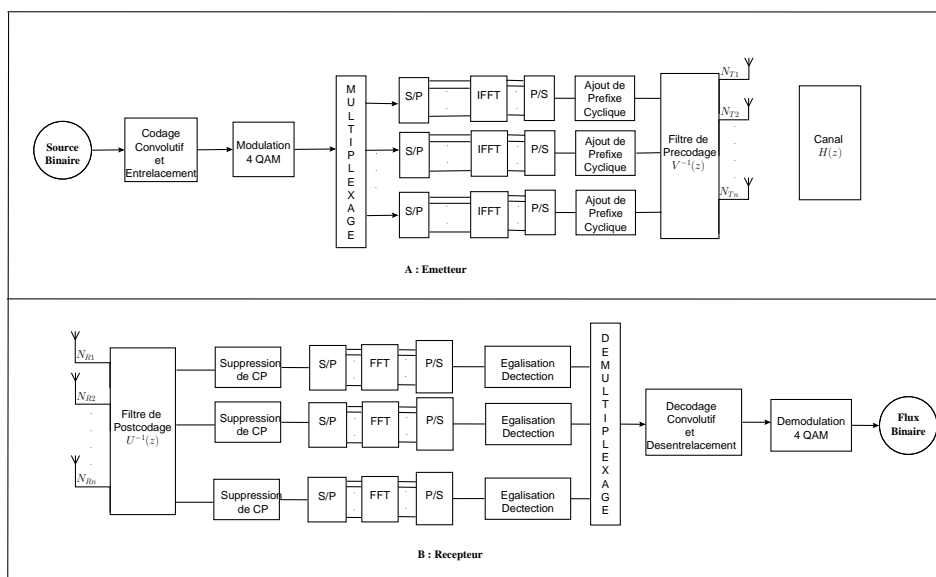 Source
Binaire
Codage
Convolutif
et
Entrelacement
Modulation
4 QAM
MULTIPLEXAGE
S/P
IFFT
P/S
Ajout de
Prefixe
Cyclique
S/P
IFFT
P/S
Ajout de
Prefixe
Cyclique
S/P
IFFT
P/S
Ajout de
Prefixe
Cyclique
Filtre de
Precodage
V⁻¹(z)
N_{T1}
N_{T2}
N_{Tn}
Canal
H(z)
A : Emetteur
N_{R1}
N_{R2}
N_{Rn}
Filtre de
Postcodage
U⁻¹(z)
Suppression
de CP
S/P
FFT
P/S
Egalisation
Dectection
Suppression
de CP
S/P
FFT
P/S
Egalisation
Dectection
Suppression
de CP
S/P
FFT
P/S
Egalisation
Dectection
DEMULTIPLEXAGE
Decodage
Convolutif
et
Desentrelacement
Demodulation
4 QAM
Flux
Binaire
B : Recepteur